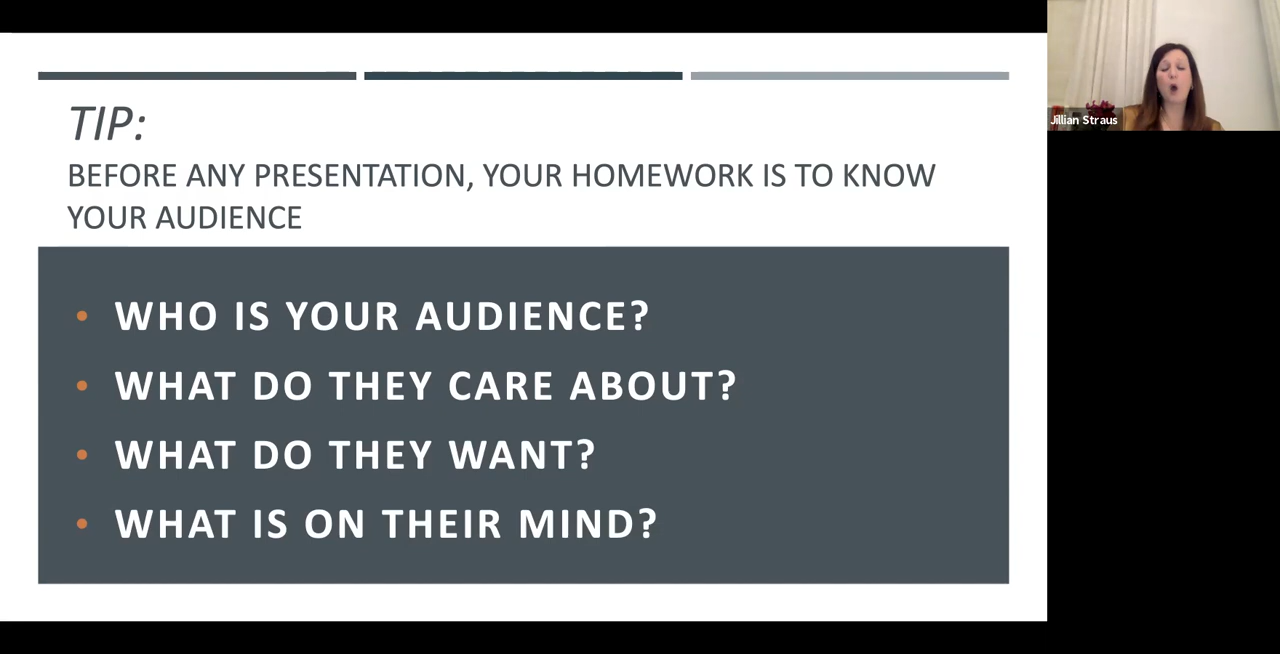 TIP:
BEFORE ANY PRESENTATION, YOUR HOMEWORK IS TO KNOW
YOUR AUDIENCE
• WHO IS YOUR AUDIENCE?
• WHAT DO THEY CARE ABOUT?
• WHAT DO THEY WANT?
• WHAT IS ON THEIR MIND?
Jillian Straus